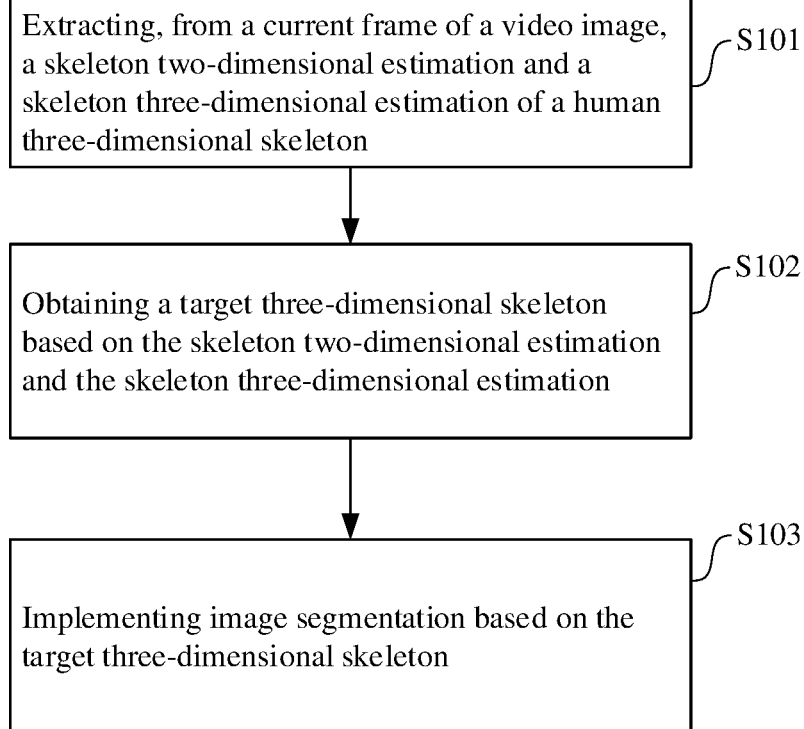 Extracting, from a current frame of a video image,
a skeleton two-dimensional estimation and a
skeleton three-dimensional estimation of a human
three-dimensional skeleton
S101
Obtaining a target three-dimensional skeleton
based on the skeleton two-dimensional estimation
and the skeleton three-dimensional estimation
S102
Implementing image segmentation based on the
target three-dimensional skeleton
S103